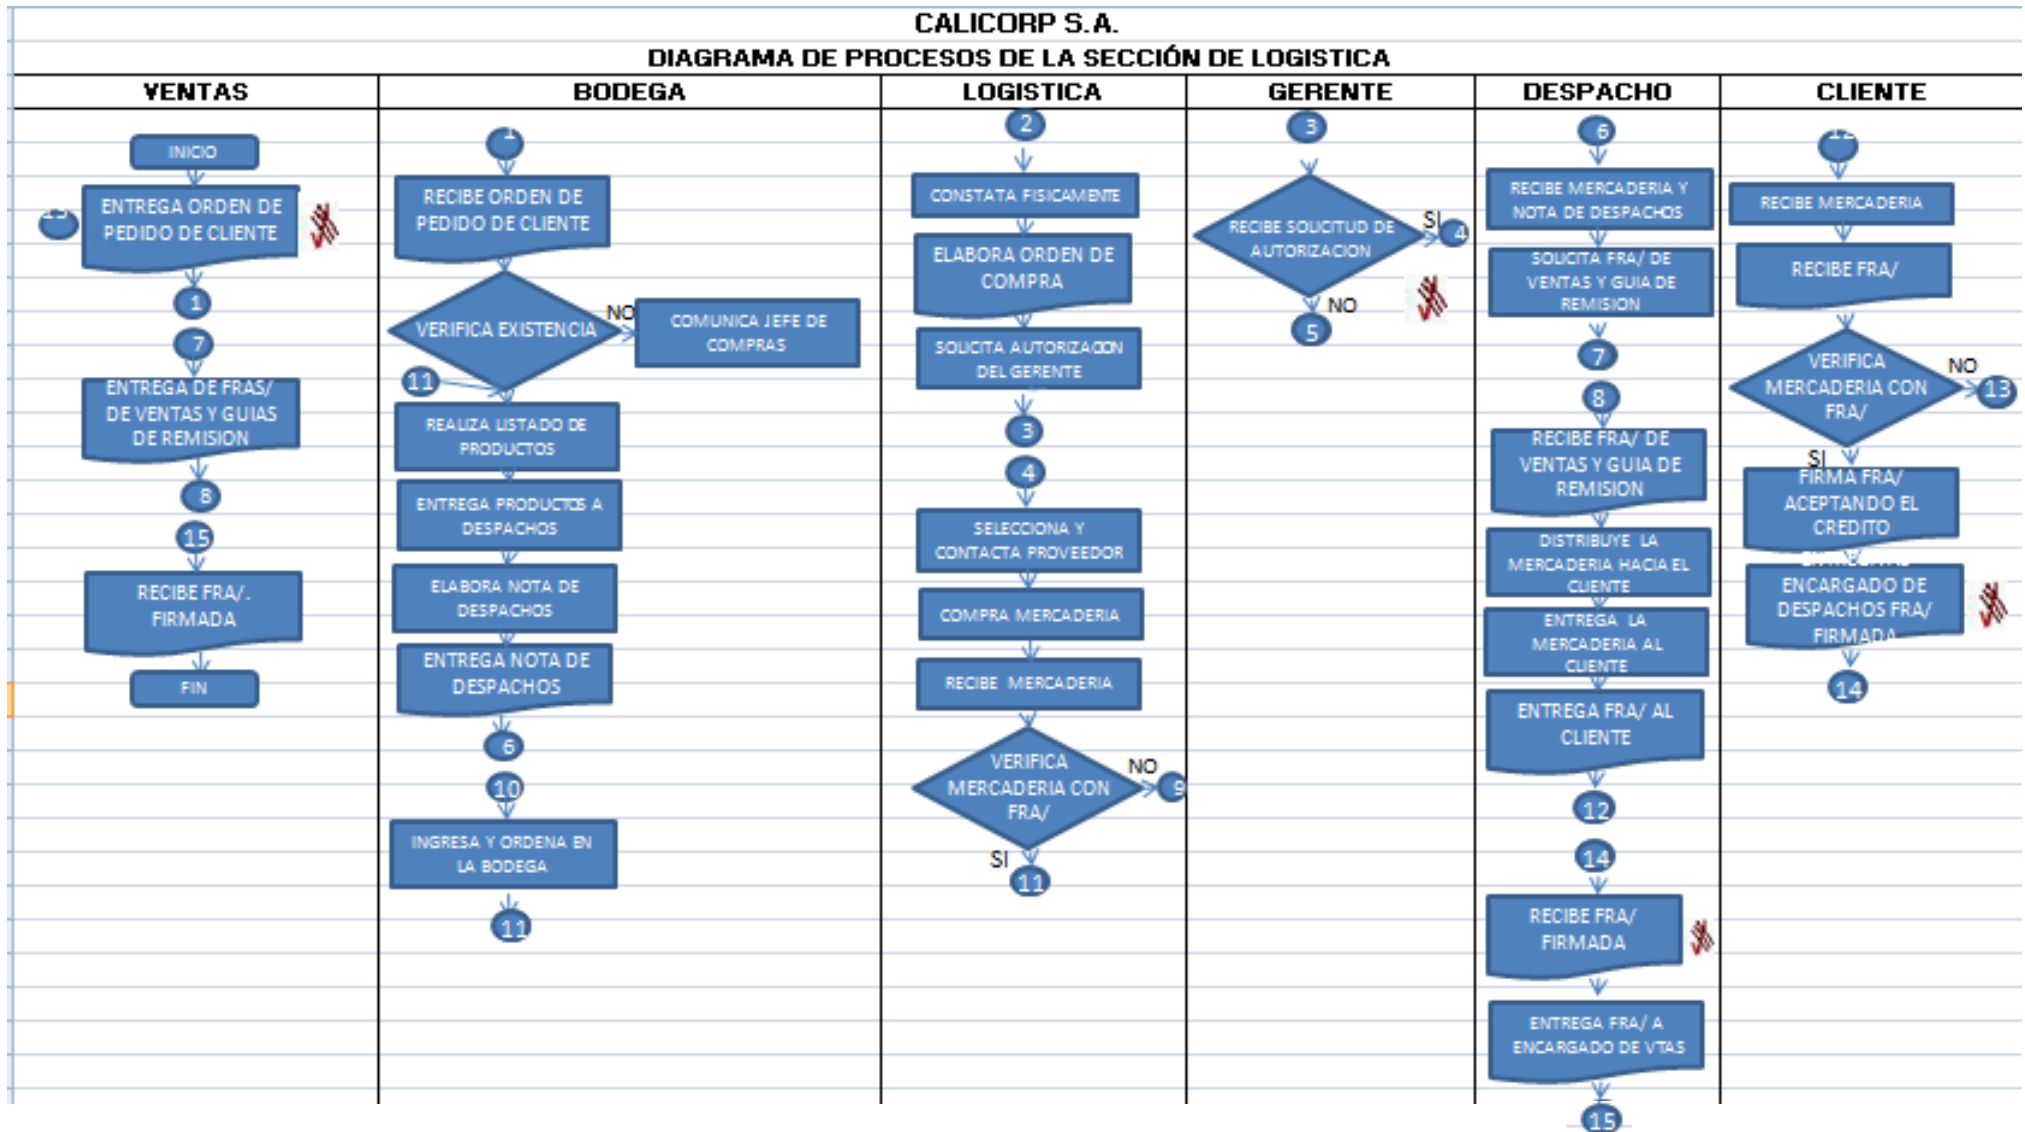 CALICORP S.A.
DIAGRAMA DE PROCESOS DE LA SECCIÓN DE LOGISTICA
VENTAS
BODEGA
LOGISTICA
GERENTE
DESPACHO
CLIENTE
INICIO
ENTREGA ORDEN DE
PEDIDO DE CLIENTE
1
7
ENTREGA DE FRAS/
DE VENTAS Y GUIAS
DE REMISION
8
15
RECIBE FRA/.
FIRMADA
FIN
1
RECIBE ORDEN DE
PEDIDO DE CLIENTE
VERIFICA EXISTENCIA
NO
COMUNICA JEFE DE
COMPRAS
11
REALIZA LISTADO DE
PRODUCTOS
ENTREGA PRODUCTOS A
DESPACHOS
ELABORA NOTA DE
DESPACHOS
ENTREGA NOTA DE
DESPACHOS
6
10
INGRESA Y ORDENA EN
LA BODEGA
11
2
CONSTATA FISICAMENTE
ELABORA ORDEN DE
COMPRA
SOLICITA AUTORIZACION
DEL GERENTE
3
4
SELECCIONA Y
CONTACTA PROVEEDOR
COMPRA MERCADERIA
RECIBE MERCADERIA
VERIFICA
MERCADERIA CON
FRA/
NO
9
SI
11
3
RECIBE SOLICITUD DE
AUTORIZACION
SI
4
NO
5
6
RECIBE MERCADERIA Y
NOTA DE DESPACHOS
SOLICITA FRA/ DE
VENTAS Y GUIA DE
REMISION
7
8
RECIBE FRA/ DE
VENTAS Y GUIA DE
REMISION
DISTRIBUYE LA
MERCADERIA HACIA EL
CLIENTE
ENTREGA LA
MERCADERIA AL
CLIENTE
ENTREGA FRA/ AL
CLIENTE
12
14
RECIBE FRA/
FIRMADA
ENTREGA FRA/ A
ENCARGADO DE VTAS
15
12
RECIBE MERCADERIA
RECIBE FRA/
VERIFICA
MERCADERIA CON
FRA/
NO
13
SI
FIRMA FRA/
ACEPTANDO EL
CREDITO
ENCARGADO DE
DESPACHOS FRA/
FIRMADA
14